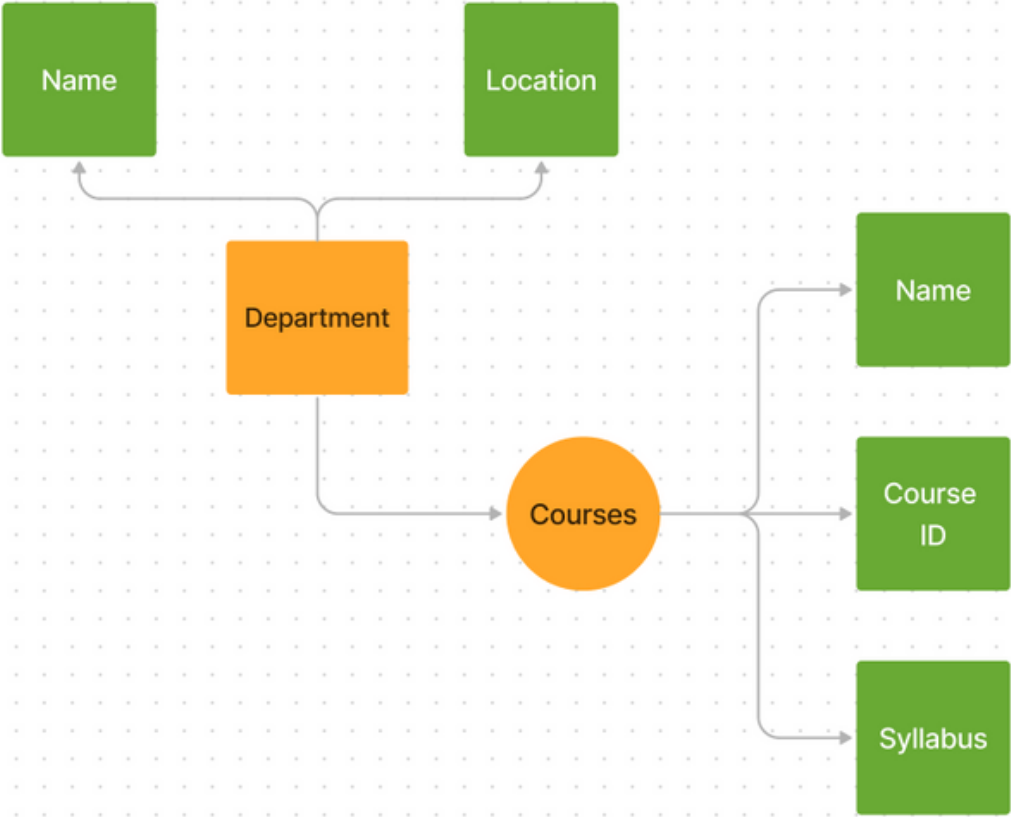 Name
Location
Department
Name
Courses
Course
ID
Syllabus